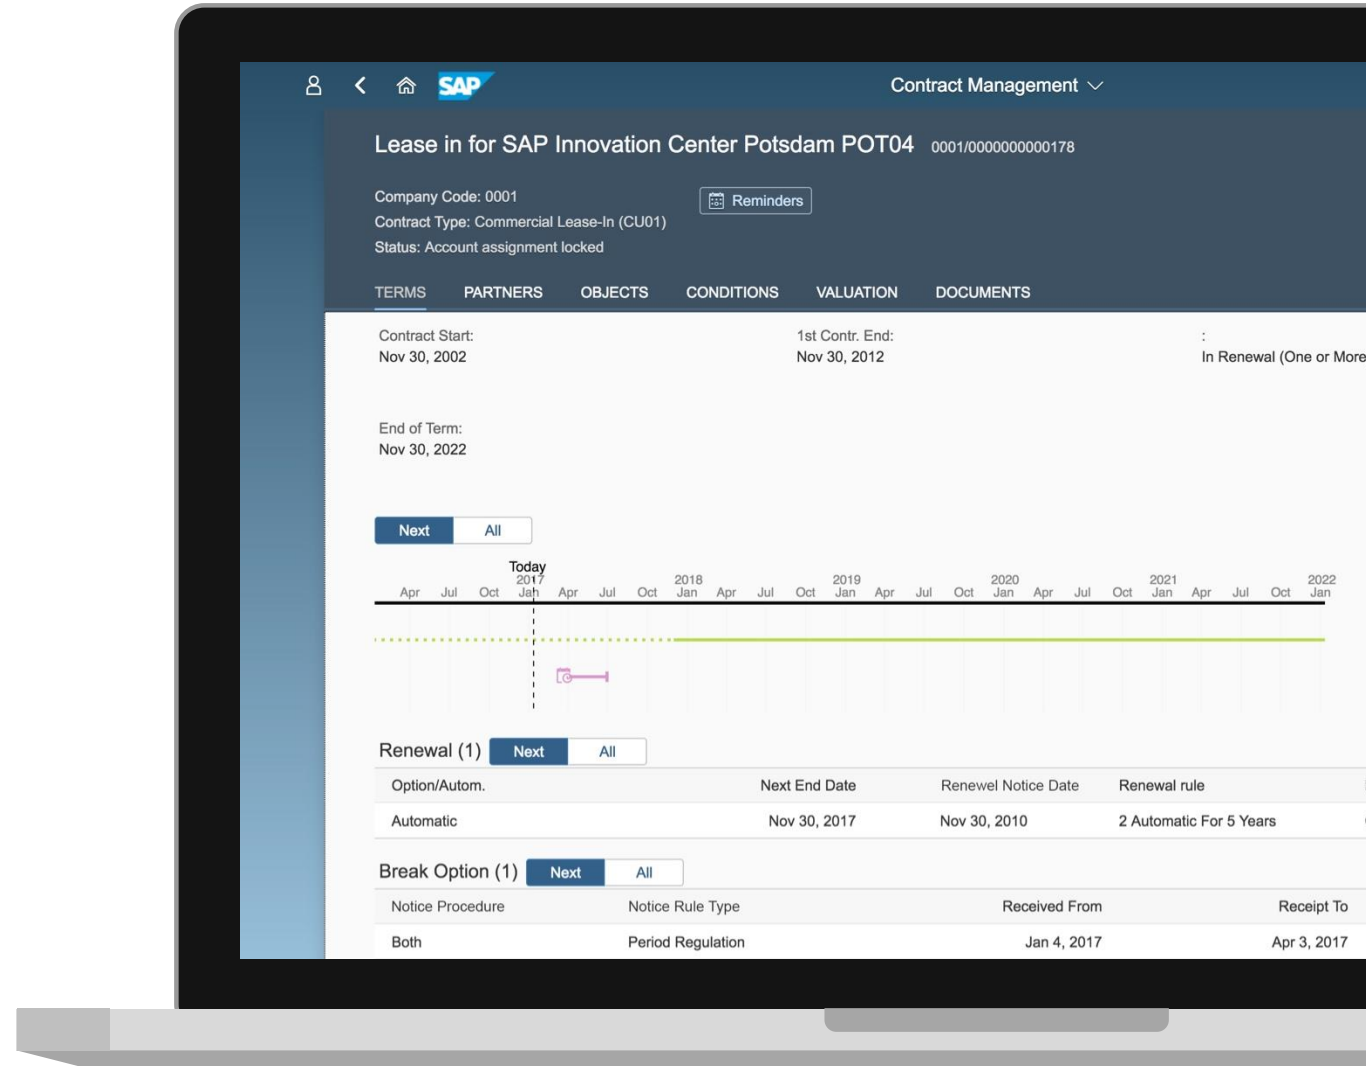 SAP
Contract Management
Lease in for SAP Innovation Center Potsdam POT04 0001/0000000000178
Company Code: 0001
Reminders
Contract Type: Commercial Lease-In (CU01)
Status: Account assignment locked
TERMS PARTNERS OBJECTS CONDITIONS VALUATION DOCUMENTS
Contract Start: 1st Contr. End: :
Nov 30, 2002 Nov 30, 2012 In Renewal (One or More
End of Term:
Nov 30, 2022
Next All
Today
2017 2018 2019 2020 2021 2022
Apr Jul Oct Jan Apr Jul Oct Jan Apr Jul Oct Jan Apr Jul Oct Jan Apr Jul Oct Jan Apr Jul Oct Jan
Renewal (1) Next All
Option/Autom. Next End Date Renewel Notice Date Renewal rule
Automatic Nov 30, 2017 Nov 30, 2010 2 Automatic For 5 Years
Break Option (1) Next All
Notice Procedure Notice Rule Type Received From Receipt To
Both Period Regulation Jan 4, 2017 Apr 3, 2017